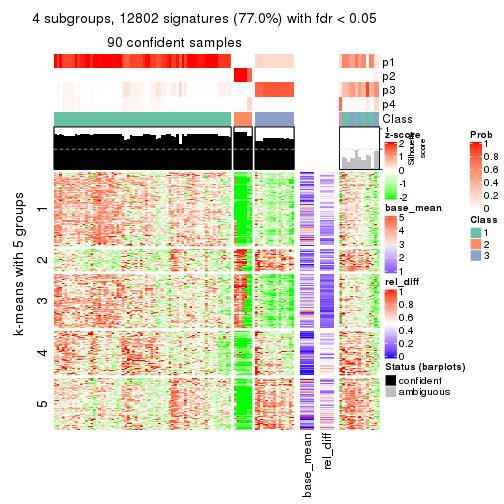 4 subgroups, 12802 signatures (77.0%) with fdr < 0.05
90 confident samples
p1
p2
p3
p4
Class
1
Silhouette
score
k-means with 5 groups
1
2
3
4
5
base_mean
rel_diff
z-score
2
1
0
-1
-2
base_mean
5
4
3
2
1
rel_diff
1
0.8
0.6
0.4
0.2
0
Status (barplots)
confident
ambiguous
Prob
1
0.8
0.6
0.4
0.2
0
Class
1
2
3